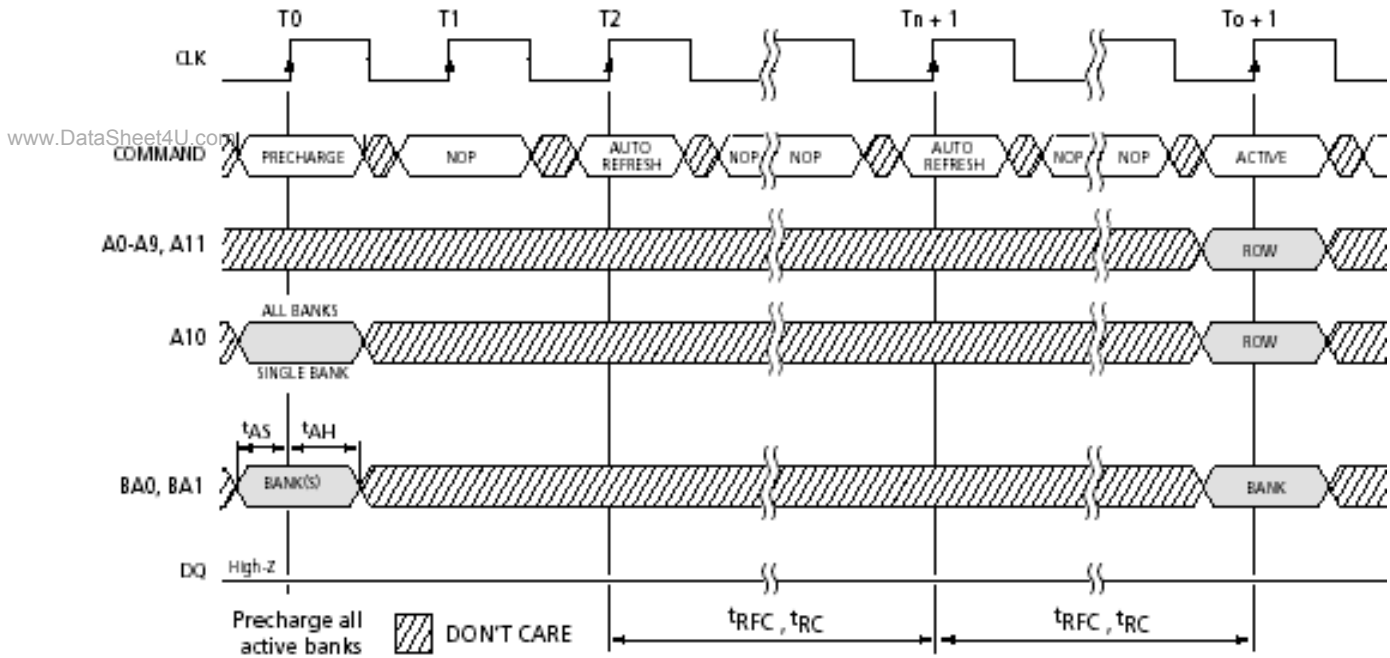 T0 T1 T2 Tn + 1 To + 1
CLK
www.DataSheet4U.com
COMMAND PRECHARGE NOP AUTO REFRESH NOP NOP AUTO REFRESH NOP NOP ACTIVE
A0-A9, A11 ROW
ALL BANKS
A10 ROW
SINGLE BANK
tAS tAH
BA0, BA1 BANK(S) BANK
DQ High-Z
Precharge all
active banks
DON'T CARE
tRFC , tRC tRFC , tRC